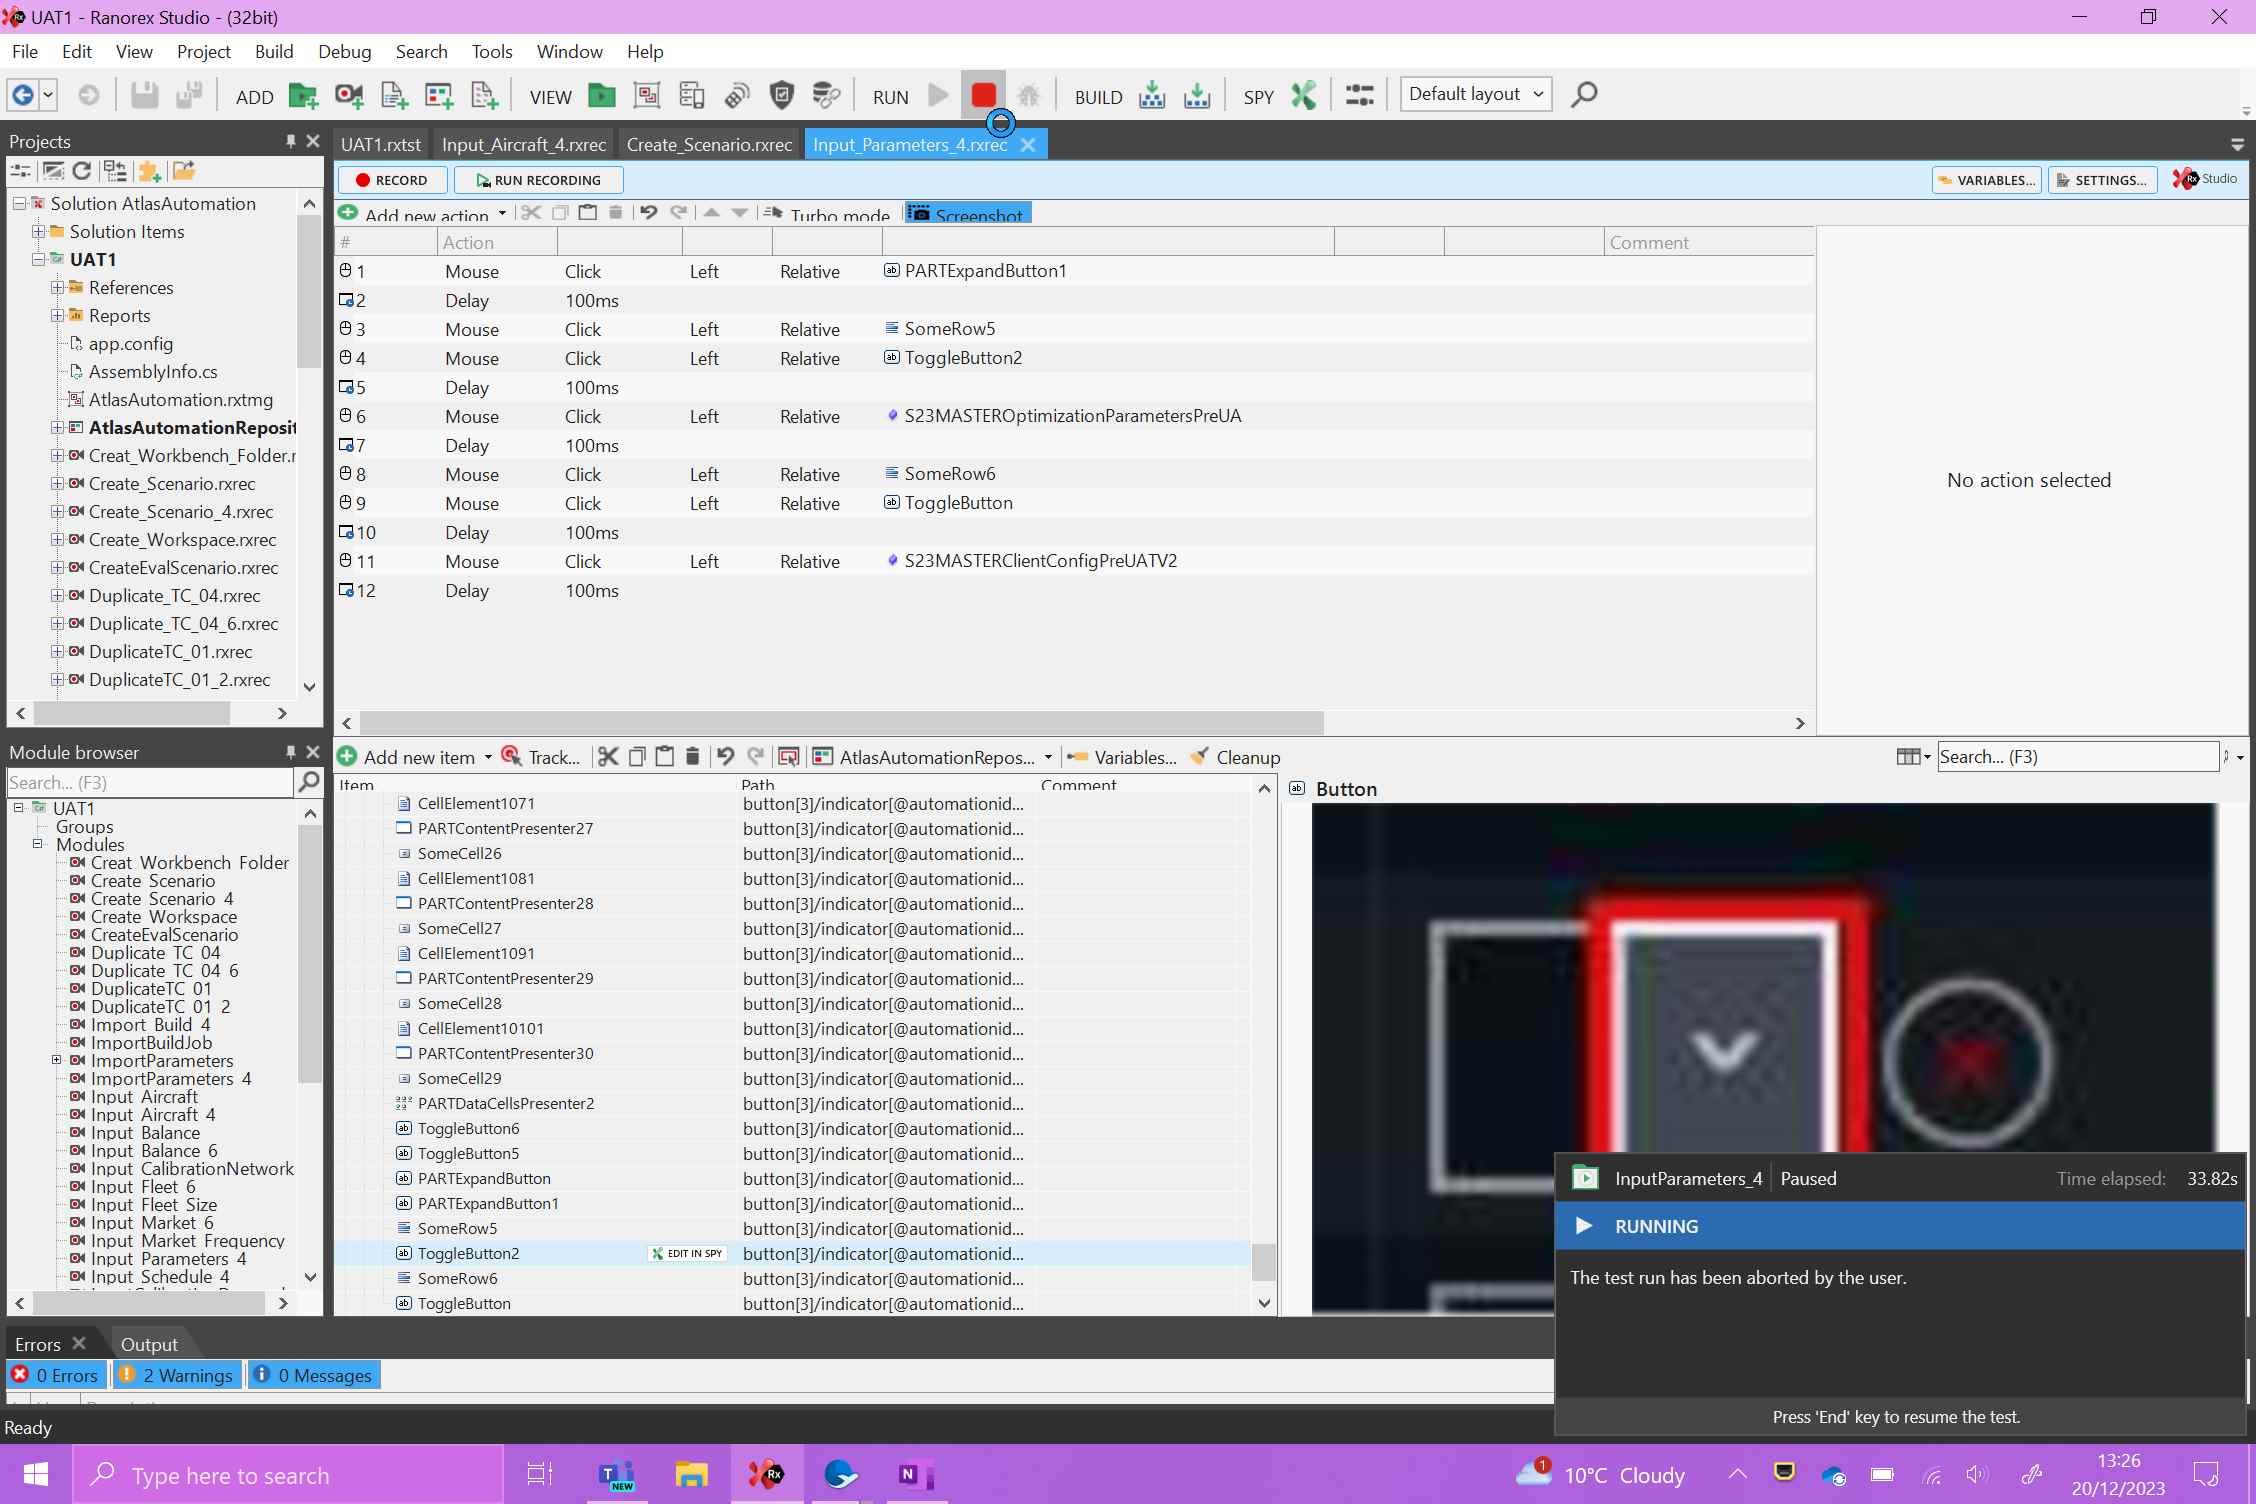 UAT1 - Ranorex Studio - (32bit)
File Edit View Project Build Debug Search Tools Window Help
ADD VIEW RUN BUILD SPY Default layout
Projects
UAT1.rxtst Input_Aircraft_4.rxrec Create_Scenario.rxrec Input_Parameters_4.rxrec
RECORD RUN RECORDING VARIABLES... SETTINGS... Rx Studio
Add new action Turbo mode Screenshot
Solution AtlasAutomation
Solution Items
UAT1
References
Reports
app.config
AssemblyInfo.cs
AtlasAutomation.rxtmg
AtlasAutomationReposit
Creat_Workbench_Folder.r
Create_Scenario.rxrec
Create_Scenario_4.rxrec
Create_Workspace.rxrec
CreateEvalScenario.rxrec
Duplicate_TC_04.rxrec
Duplicate_TC_04_6.rxrec
DuplicateTC_01.rxrec
DuplicateTC_01_2.rxrec
# Action Comment
1 Mouse Click Left Relative PARTExpandButton1
2 Delay 100ms
3 Mouse Click Left Relative SomeRow5
4 Mouse Click Left Relative ToggleButton2
5 Delay 100ms
6 Mouse Click Left Relative S23MASTEROptimizationParametersPreUA
7 Delay 100ms
8 Mouse Click Left Relative SomeRow6
9 Mouse Click Left Relative ToggleButton
10 Delay 100ms
11 Mouse Click Left Relative S23MASTERClientConfigPreUATV2
12 Delay 100ms
No action selected
Module browser
Search... (F3)
UAT1
Groups
Modules
Creat Workbench Folder
Create Scenario
Create Scenario 4
Create Workspace
CreateEvalScenario
Duplicate TC 04
Duplicate TC 04 6
DuplicateTC 01
DuplicateTC 01 2
Import Build 4
ImportBuildJob
ImportParameters
ImportParameters 4
Input Aircraft
Input Aircraft 4
Input Balance
Input Balance 6
Input CalibrationNetwork
Input Fleet 6
Input Fleet Size
Input Market 6
Input Market Frequency
Input Parameters 4
Input Schedule 4
Add new item Track... AtlasAutomationRepos... Variables... Cleanup Search... (F3)
Item Path Comment
CellElement1071 button[3]/indicator[@automationid...
PARTContentPresenter27 button[3]/indicator[@automationid...
SomeCell26 button[3]/indicator[@automationid...
CellElement1081 button[3]/indicator[@automationid...
PARTContentPresenter28 button[3]/indicator[@automationid...
SomeCell27 button[3]/indicator[@automationid...
CellElement1091 button[3]/indicator[@automationid...
PARTContentPresenter29 button[3]/indicator[@automationid...
SomeCell28 button[3]/indicator[@automationid...
CellElement10101 button[3]/indicator[@automationid...
PARTContentPresenter30 button[3]/indicator[@automationid...
SomeCell29 button[3]/indicator[@automationid...
PARTDataCellsPresenter2 button[3]/indicator[@automationid...
ToggleButton6 button[3]/indicator[@automationid...
ToggleButton5 button[3]/indicator[@automationid...
PARTExpandButton button[3]/indicator[@automationid...
PARTExpandButton1 button[3]/indicator[@automationid...
SomeRow5 button[3]/indicator[@automationid...
ToggleButton2 EDIT IN SPY button[3]/indicator[@automationid...
SomeRow6 button[3]/indicator[@automationid...
ToggleButton button[3]/indicator[@automationid...
Button
InputParameters_4 Paused Time elapsed: 33.82s
RUNNING
The test run has been aborted by the user.
Press 'End' key to resume the test.
Errors Output
0 Errors 2 Warnings 0 Messages
Ready
Type here to search
NEW
1 10°C Cloudy
13:26
20/12/2023